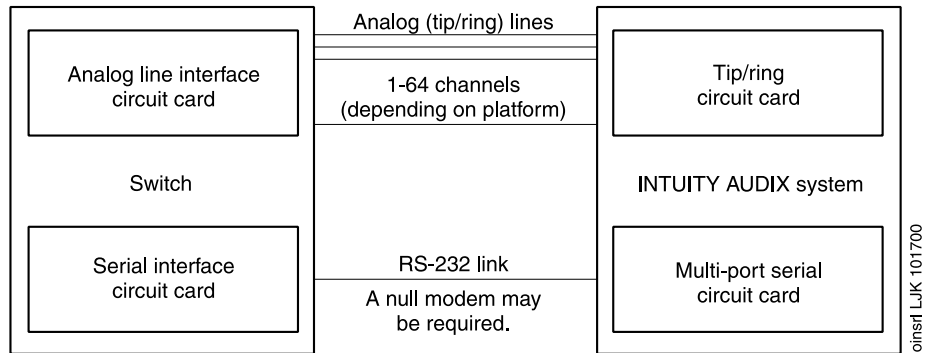 Analog (tip/ring) lines
Analog line interface
circuit card
1-64 channels
(depending on platform)
Tip/ring
circuit card
Switch
INTUITY AUDIX system
Serial interface
circuit card
RS-232 link
A null modem may
be required.
Multi-port serial
circuit card
oinsrl LJK 101700